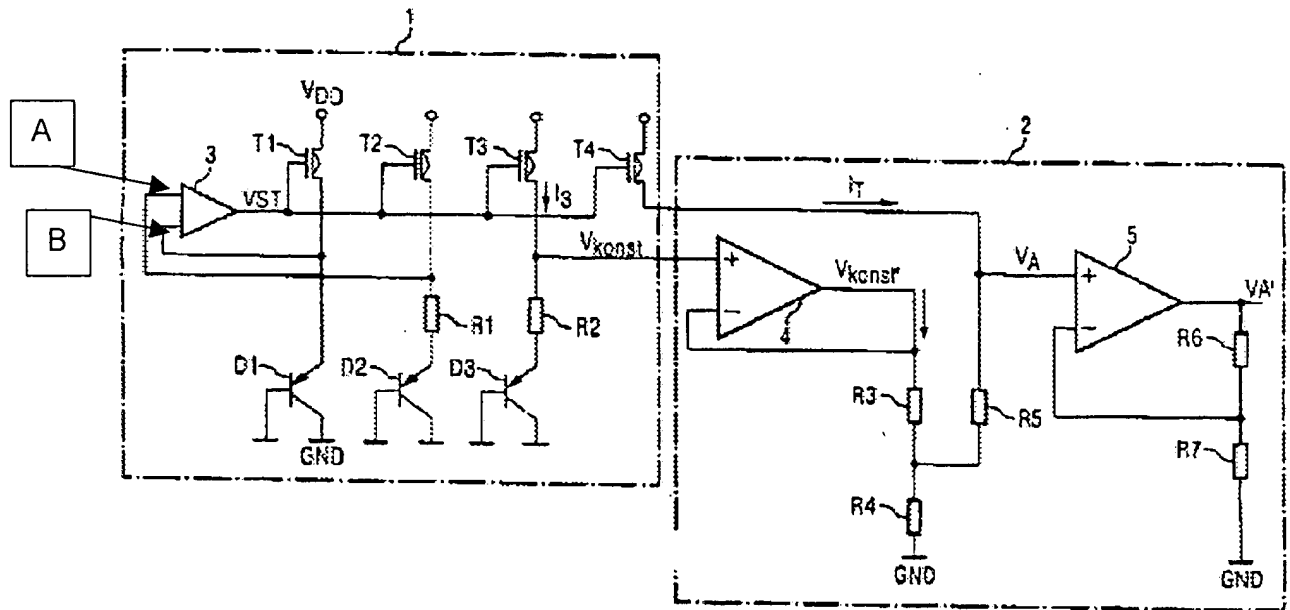 1
A
B
3
VST
VDD
T1
T2
T3
T4
I3
Vkonst
R1
R2
D1
D2
D3
GND
2
IT
+
−
4
Vkonst'
VA
+
−
5
VA'
R3
R4
R5
R6
R7
GND
GND